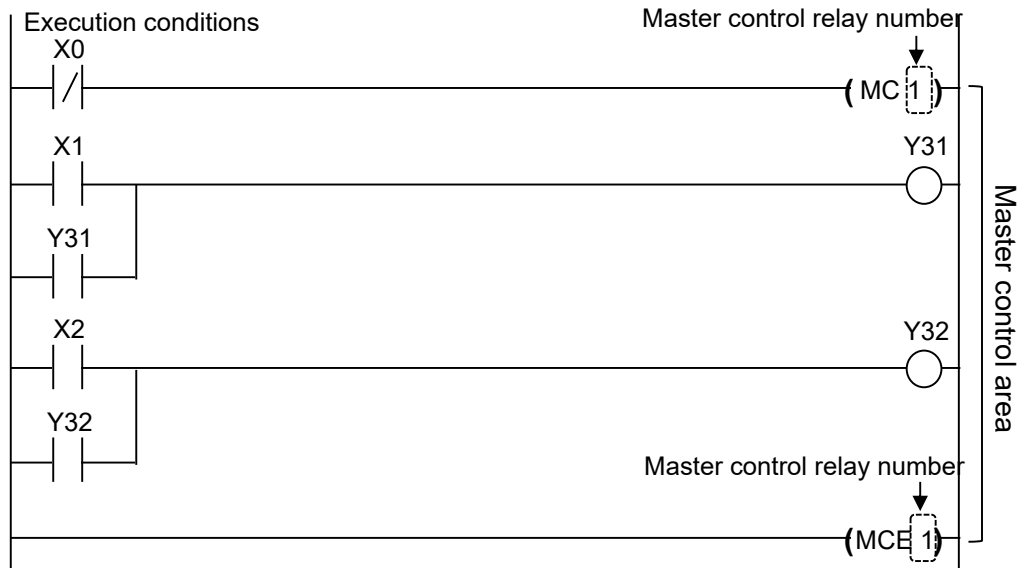 Execution conditions
Master control relay number
X0
( MC 1 )
X1
Y31
Y31
X2
Y32
Y32
Master control relay number
(MCE 1)
Master control area